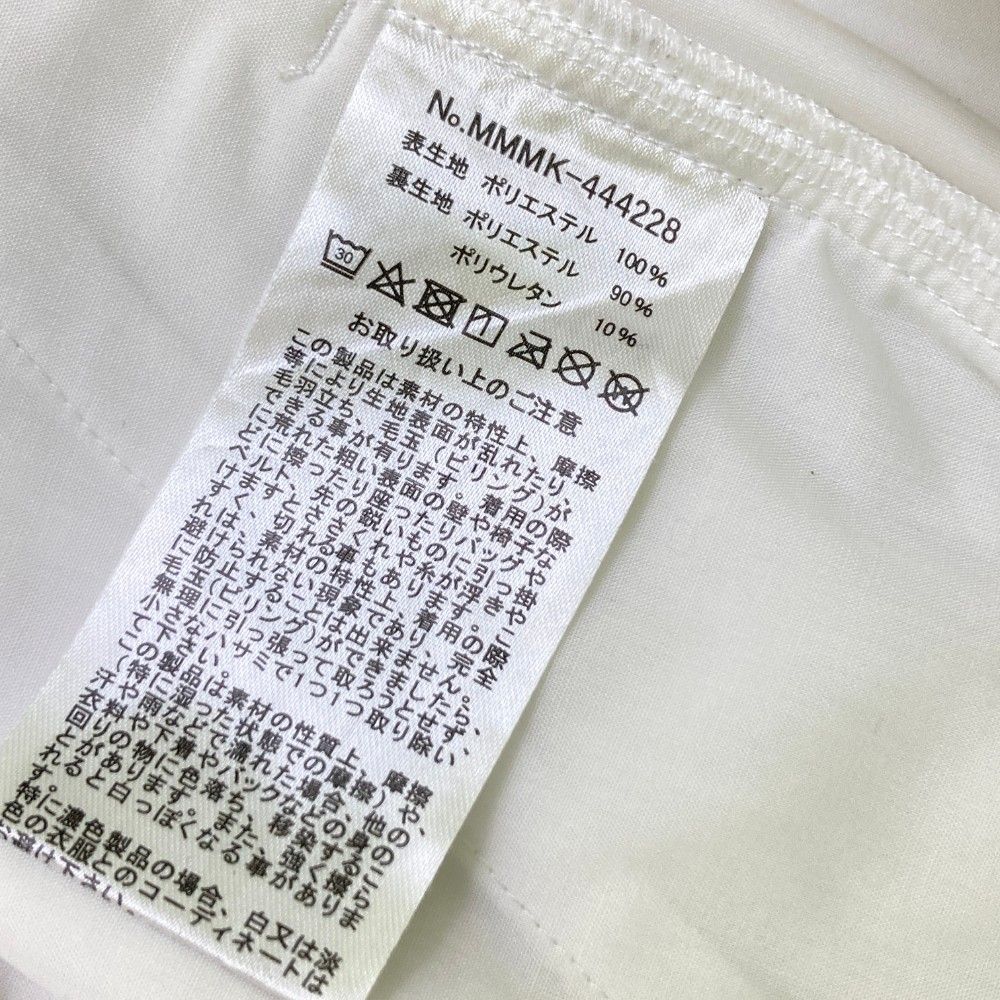 No.MMMK-444228
表生地 ポリエステル 100%
裏生地 ポリエステル 90%
ポリウレタン 10%
30
お取り扱い上のご注意
この製品は素材の特性上、摩擦
等により生地表面が乱れたり、
毛羽立ち、毛玉(ピリング)が
できる事が有ります。着用の際
に荒れた粗い表面の壁や椅子な
どに擦ったり座ったり
ベルト、先の鋭いものに引っ
けますとささくれや糸が浮き
切れる事もあります。
れは素材の特性上、着用の際
避けられない現象であり、完全
に防止することは出来ません。
毛玉(ピリング)ができましたら、
無理に引っ張って取ろうとせず、
小さなハサミで1つ1つ取り除い
て下さい。
この製品は素材の性質上、摩擦
(特に湿った状態での摩擦)や、
汗や雨などで濡れた場合、他の
衣料や下着やバックなどの身の
回りの物に色落ち、移染するこ
とがあります。また、強く擦ら
れると白っぽくなる事がありま
す。
特に濃色製品の場合、白又は淡
色の衣服とのコーディネートは
お避け下さい。